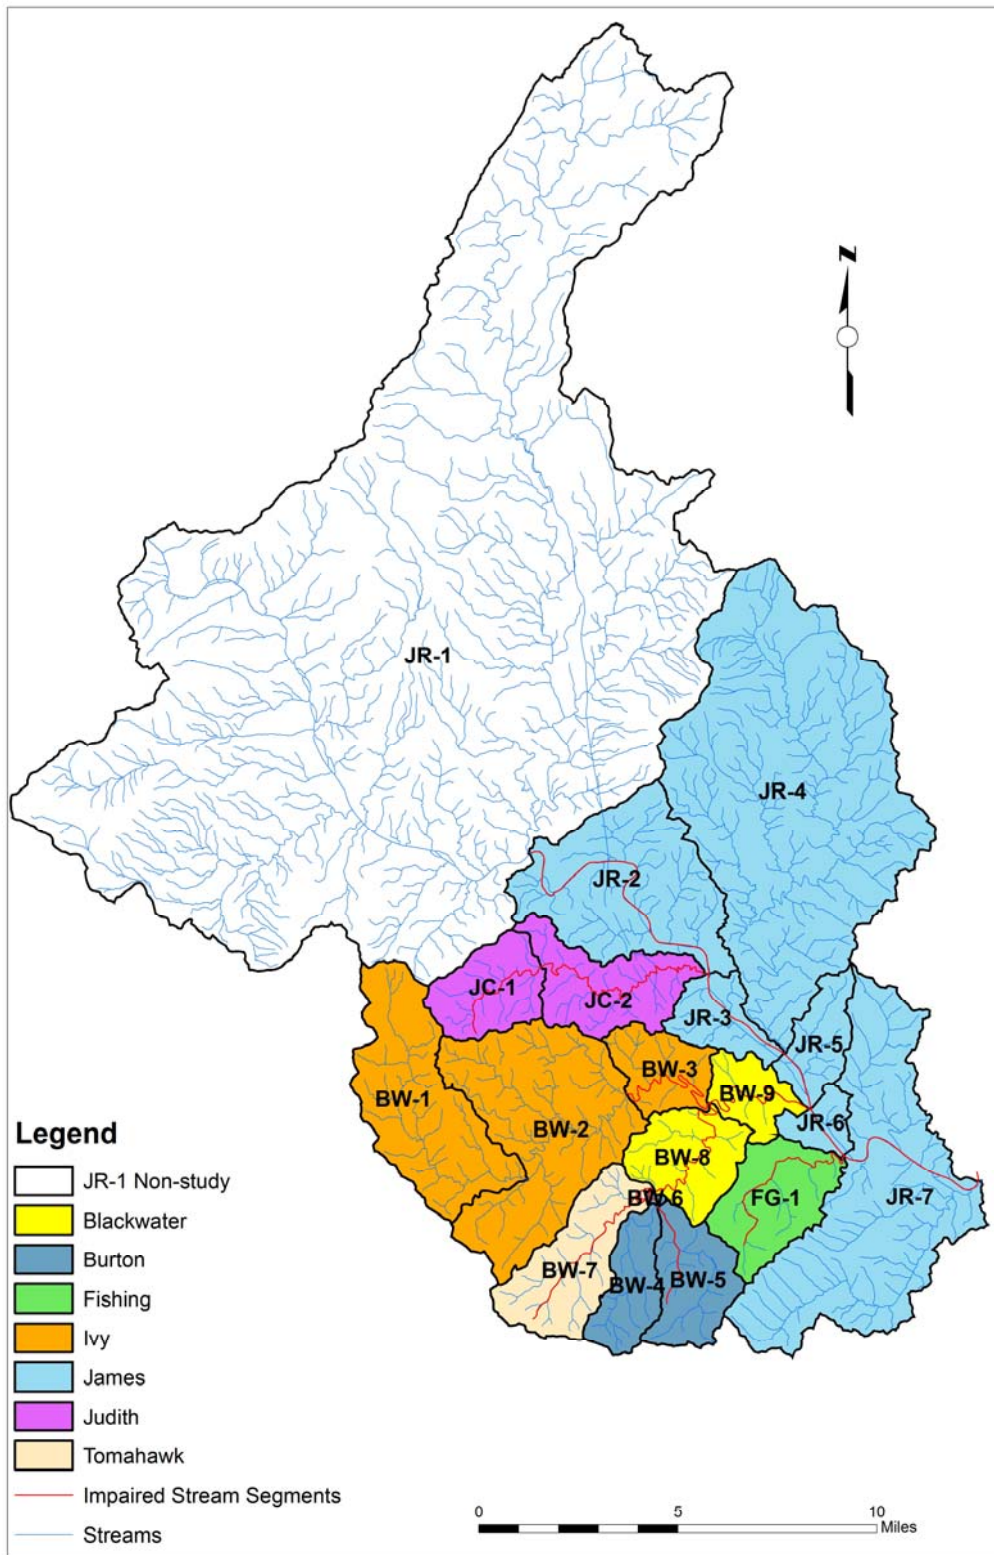 N
JR-1
JR-4
JR-2
JC-1
JC-2
JR-3
JR-5
BW-3
BW-1
BW-9
JR-6
BW-2
BW-8
BW-6
FG-1
JR-7
BW-7
BW-4
BW-5
Legend
JR-1 Non-study
Blackwater
Burton
Fishing
Ivy
James
Judith
Tomahawk
Impaired Stream Segments
Streams
0 5 10
Miles